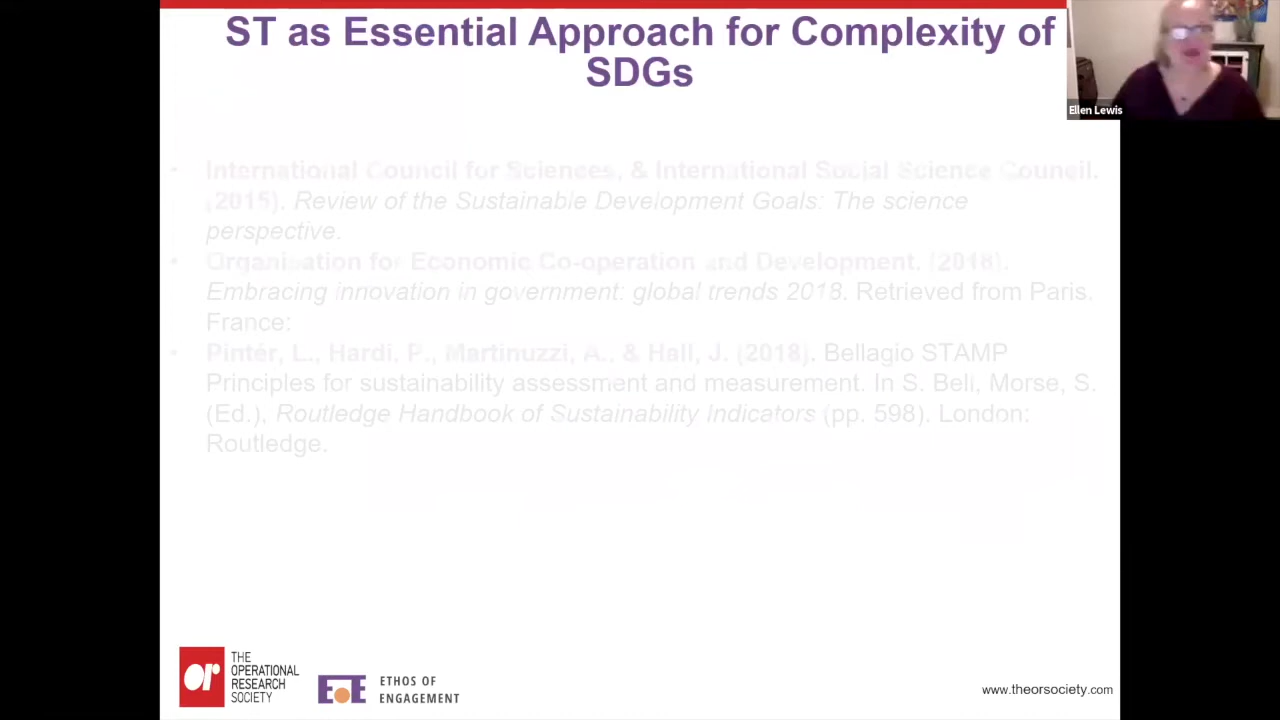 ST as Essential Approach for Complexity of
SDGs
Ellen Lewis
• International Council for Sciences, & International Social Science Council.
(2015). Review of the Sustainable Development Goals: The science
perspective.
• Organisation for Economic Co-operation and Development. (2018).
Embracing innovation in government: global trends 2018. Retrieved from Paris.
France:
• Pintér, L., Hardi, P., Martinuzzi, A., & Hall, J. (2018). Bellagio STAMP
Principles for sustainability assessment and measurement. In S. Bell, Morse, S.
(Ed.), Routledge Handbook of Sustainability Indicators (pp. 598). London:
Routledge.
or
THE
OPERATIONAL
RESEARCH
SOCIETY
EOE
ETHOS OF
ENGAGEMENT
www.theorsociety.com